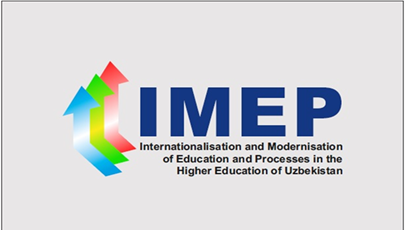 IMEP
Internationalisation and Modernisation
of Education and Processes in the
Higher Education of Uzbekistan